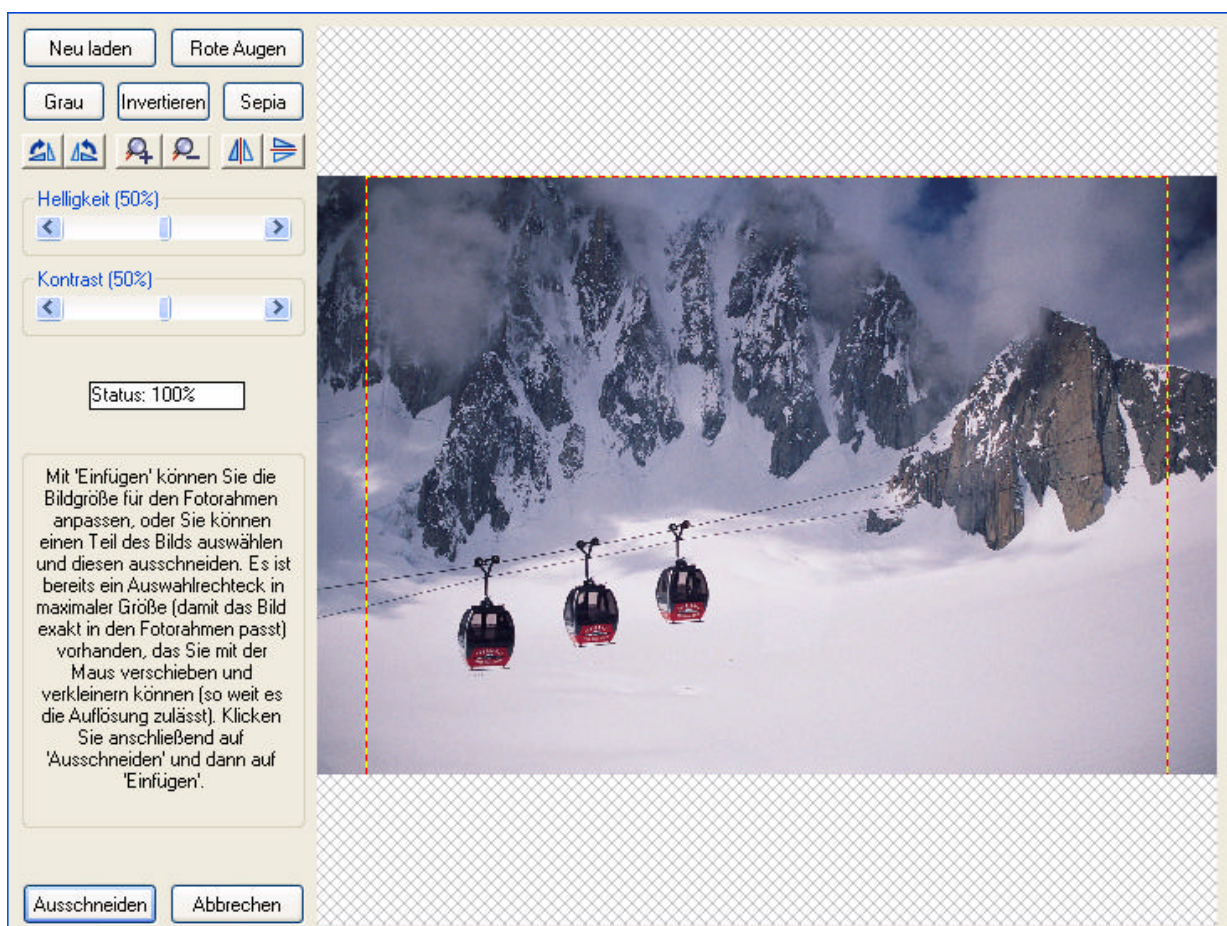 Neu laden
Rote Augen
Grau
Invertieren
Sepia
Helligkeit (50%)
Kontrast (50%)
Status: 100%
Mit 'Einfügen' können Sie die
Bildgröße für den Fotorahmen
anpassen, oder Sie können
einen Teil des Bilds auswählen
und diesen ausschneiden. Es ist
bereits ein Auswahlrechteck in
maximaler Größe (damit das Bild
exakt in den Fotorahmen passt)
vorhanden, das Sie mit der
Maus verschieben und
verkleinern können (so weit es
die Auflösung zulässt). Klicken
Sie anschließend auf
'Ausschneiden' und dann auf
'Einfügen'.
Ausschneiden
Abbrechen